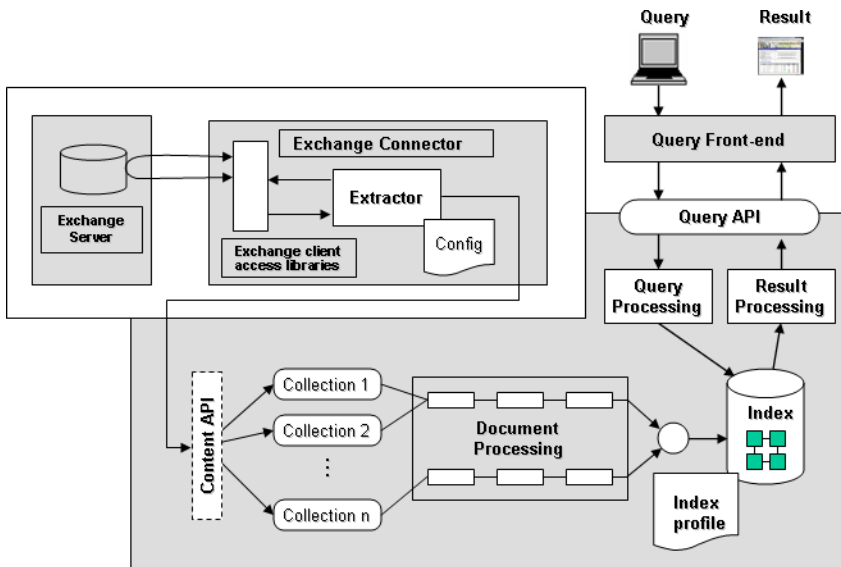 Query
Result
Query Front-end
Query API
Exchange Connector
Exchange
Server
Extractor
Config
Exchange client
access libraries
Query
Processing
Result
Processing
Content API
Collection 1
Collection 2
Collection n
Document
Processing
Index
Index
profile